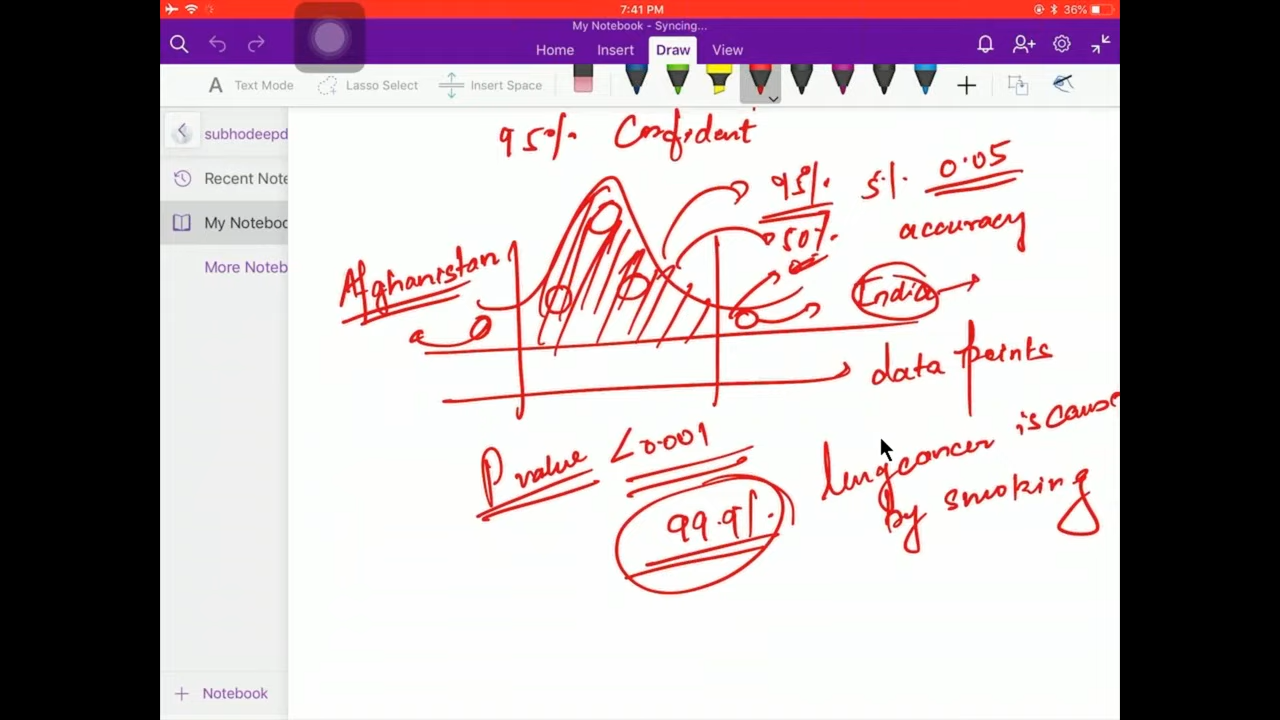 7:41 PM
36%
My Notebook - Syncing...
Home Insert Draw View
Text Mode Lasso Select Insert Space
subhodeepd
Recent Note
My Notebook
More Noteb
Notebook
95% Confident
95% 5% 0.05
50% accuracy
Afghanistan
India
data points
P value <0.001
99.9%
lung cancer is cause
by smoking